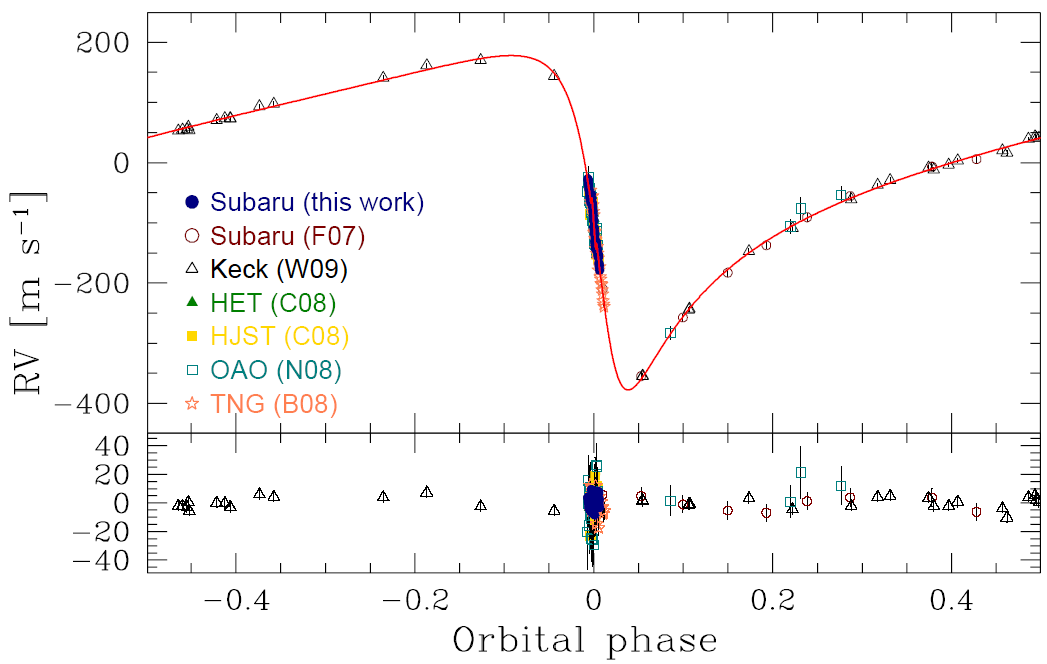 200
0
−200
−400
RV [m s⁻¹]
Subaru (this work)
Subaru (F07)
Keck (W09)
HET (C08)
HJST (C08)
OAO (N08)
TNG (B08)
40
20
0
−20
−40
−0.4 −0.2 0 0.2 0.4
Orbital phase